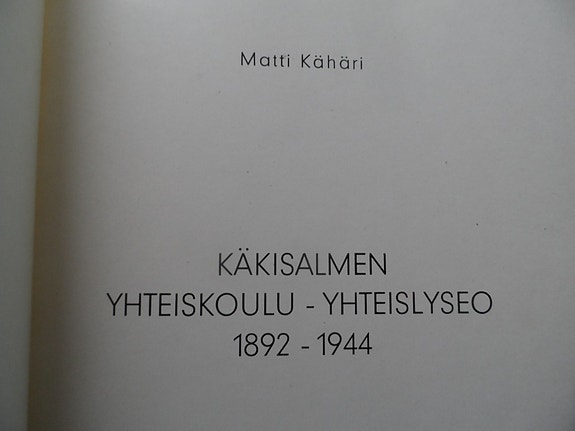 Matti Kähäri
KÄKISALMEN
YHTEISKOULU - YHTEISLYSEO
1892 - 1944